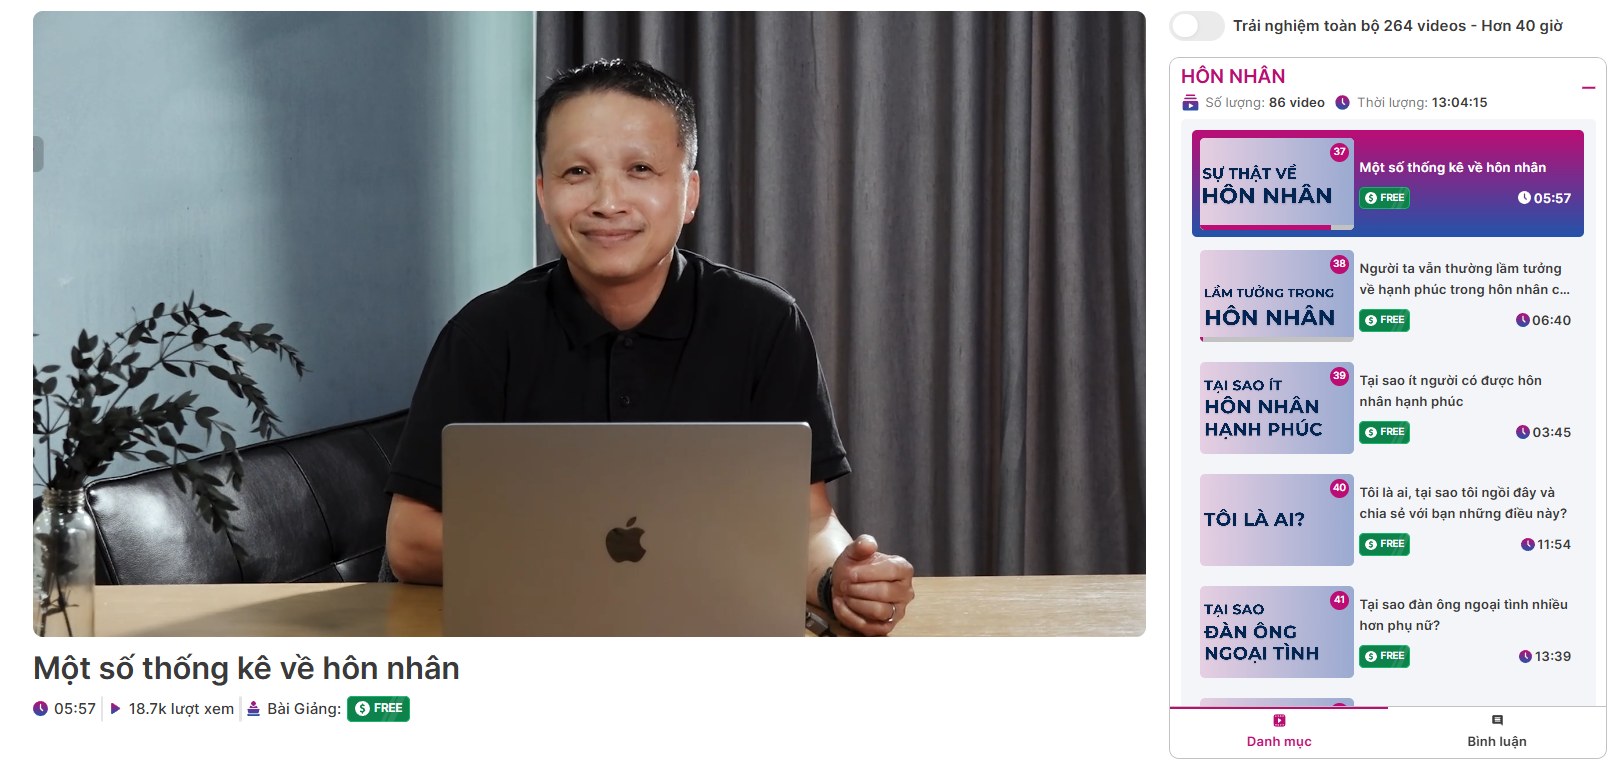 Một số thống kê về hôn nhân
05:57
18.7k lượt xem
Bài Giảng:
FREE
Trải nghiệm toàn bộ 264 videos - Hơn 40 giờ
HÔN NHÂN
Số lượng: 86 video
Thời lượng: 13:04:15
37
SỰ THẬT VỀ
HÔN NHÂN
Một số thống kê về hôn nhân
FREE
05:57
38
LẦM TƯỞNG TRONG
HÔN NHÂN
Người ta vẫn thường lầm tưởng
về hạnh phúc trong hôn nhân c...
FREE
06:40
39
TẠI SAO ÍT
HÔN NHÂN
HẠNH PHÚC
Tại sao ít người có được hôn
nhân hạnh phúc
FREE
03:45
40
TÔI LÀ AI?
Tôi là ai, tại sao tôi ngồi đây và
chia sẻ với bạn những điều này?
FREE
11:54
41
TẠI SAO
ĐÀN ÔNG
NGOẠI TÌNH
Tại sao đàn ông ngoại tình nhiều
hơn phụ nữ?
FREE
13:39
Danh mục
Bình luận